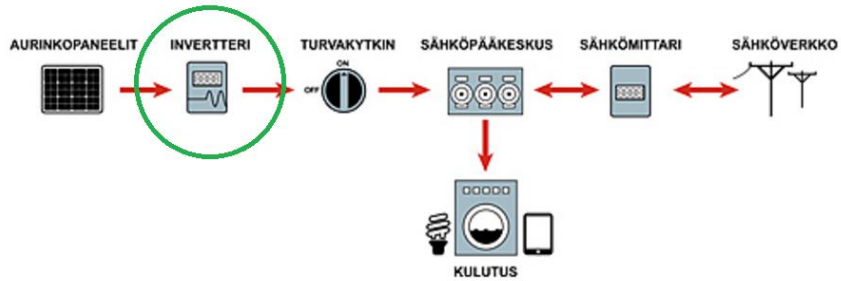 AURINKOPANEELIT
INVERTTERI
TURVAKYTKIN
SÄHKÖPÄÄKESKUS
SÄHKÖMITTARI
SÄHKÖVERKKO
ON
OFF
KULUTUS